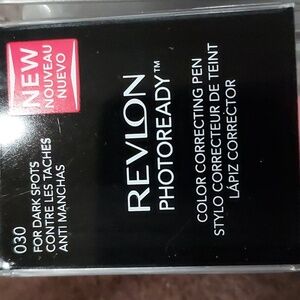 NEW
NOUVEAU
NUEVO
REVLON
PHOTOREADY™
COLOR CORRECTING PEN
STYLO CORRECTEUR DE TEINT
LÁPIZ CORRECTOR
030
FOR DARK SPOTS
CONTRE LES TACHES
ANTI MANCHAS